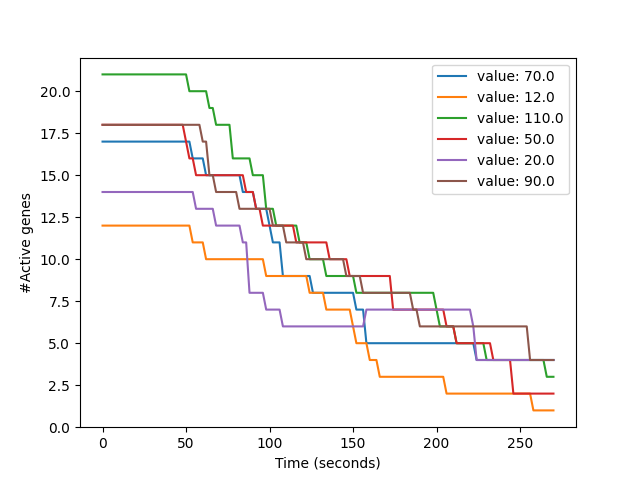 value: 70.0
value: 12.0
value: 110.0
value: 50.0
value: 20.0
value: 90.0
#Active genes
20.0
17.5
15.0
12.5
10.0
7.5
5.0
2.5
0.0
0 50 100 150 200 250
Time (seconds)